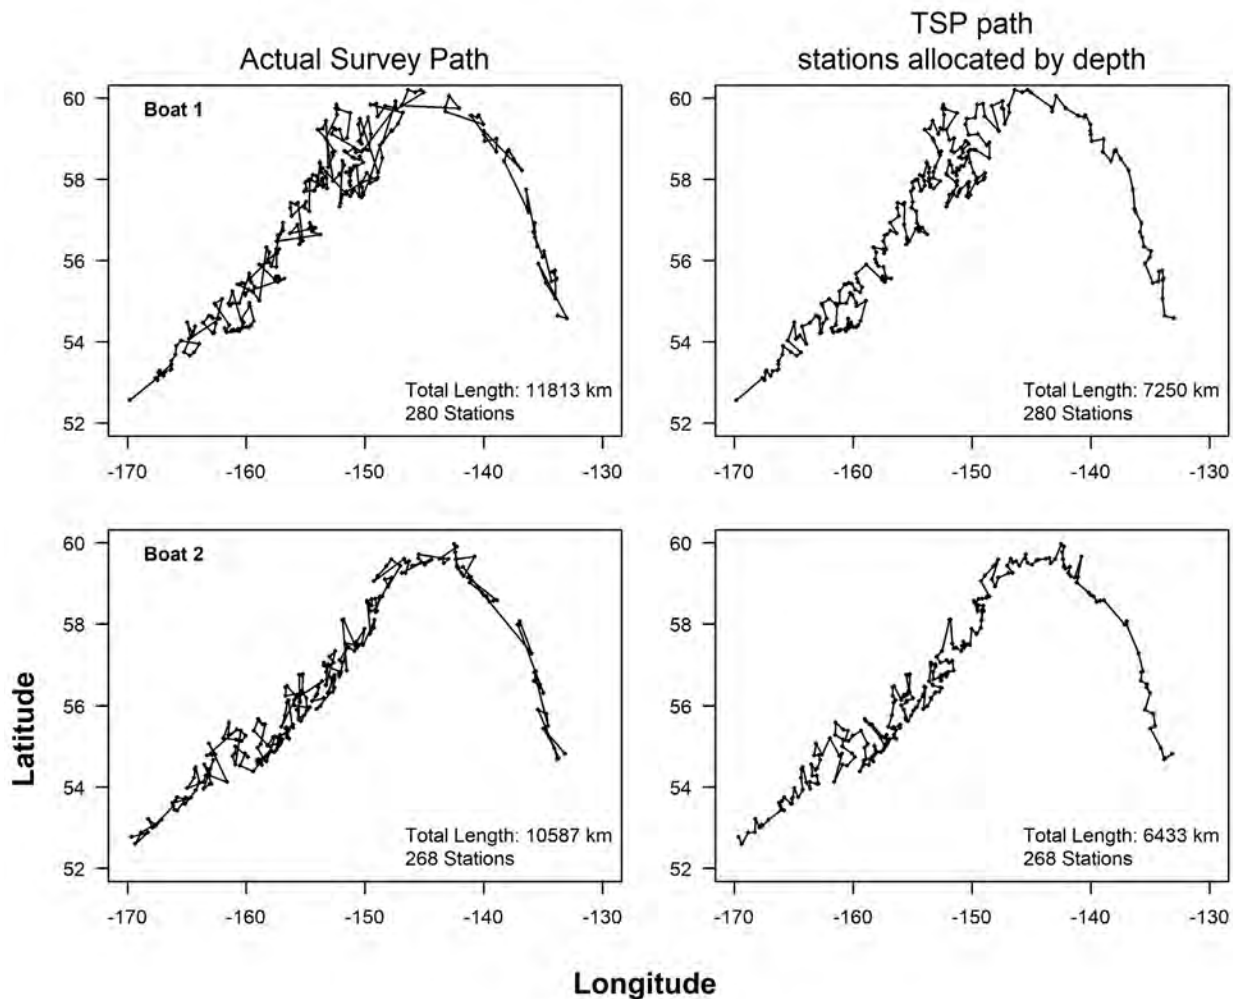 Actual Survey Path
TSP path
stations allocated by depth
60
58
56
54
52
Boat 1
Total Length: 11813 km
280 Stations
-170
-160
-150
-140
-130
60
58
56
54
52
Total Length: 7250 km
280 Stations
-170
-160
-150
-140
-130
60
58
56
54
52
Boat 2
Total Length: 10587 km
268 Stations
-170
-160
-150
-140
-130
60
58
56
54
52
Total Length: 6433 km
268 Stations
-170
-160
-150
-140
-130
Latitude
Longitude